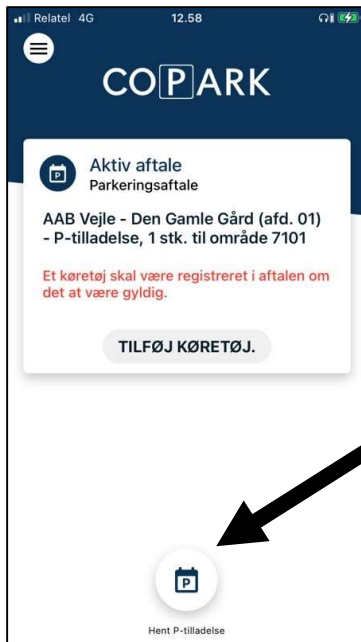 Relatel 4G 12.58
COPARK
P
Aktiv aftale
Parkeringsaftale
AAB Vejle - Den Gamle Gård (afd. 01)
- P-tilladelse, 1 stk. til område 7101
Et køretøj skal være registreret i aftalen om
det at være gyldig.
TILFØJ KØRETØJ.
P
Hent P-tilladelse